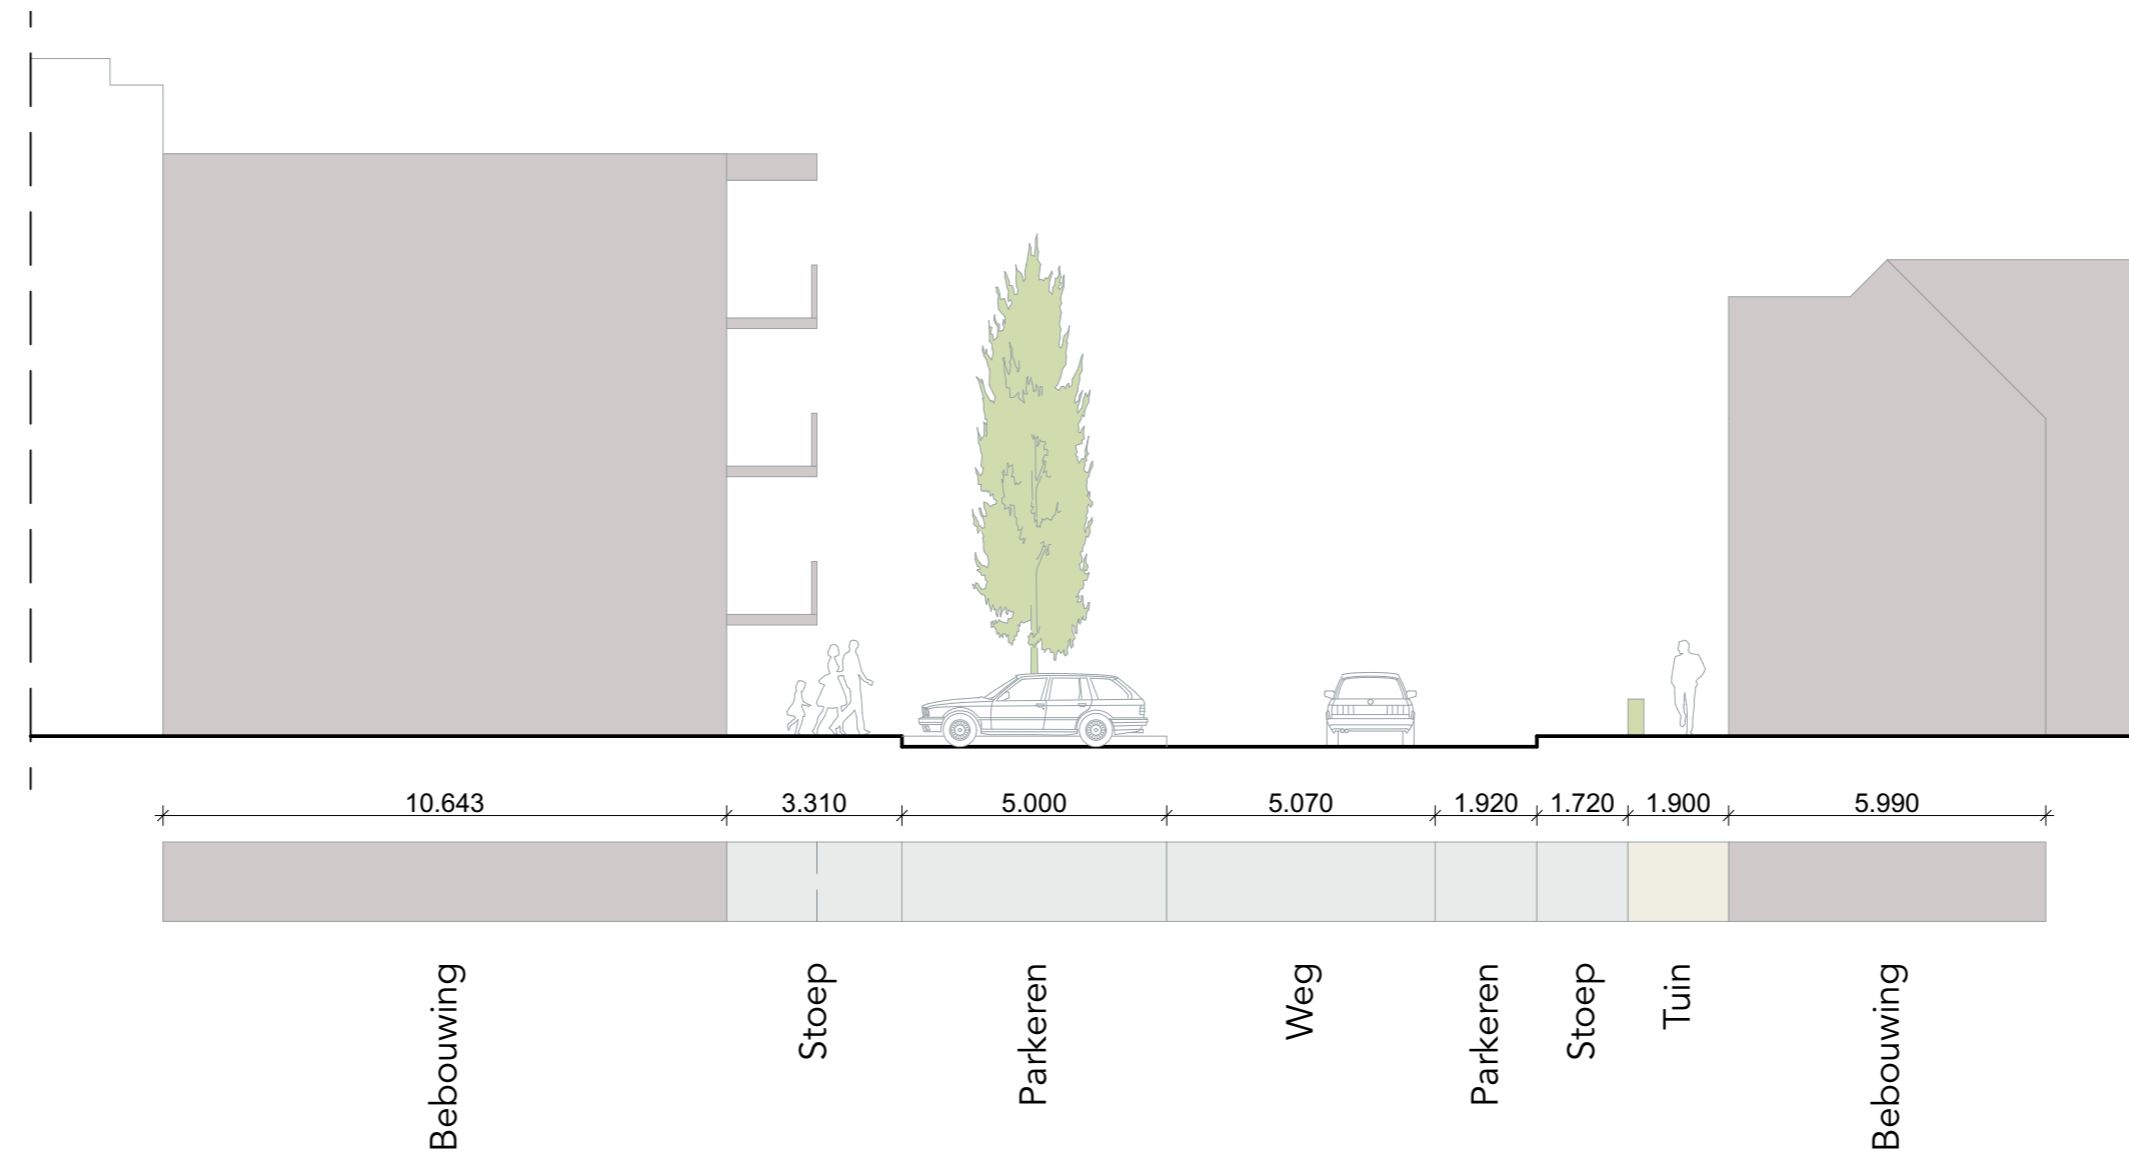 10.643 3.310 5.000 5.070 1.920 1.720 1.900 5.990
Bebouwing
Stoep
Parkeren
Weg
Parkeren
Stoep
Tuin
Bebouwing